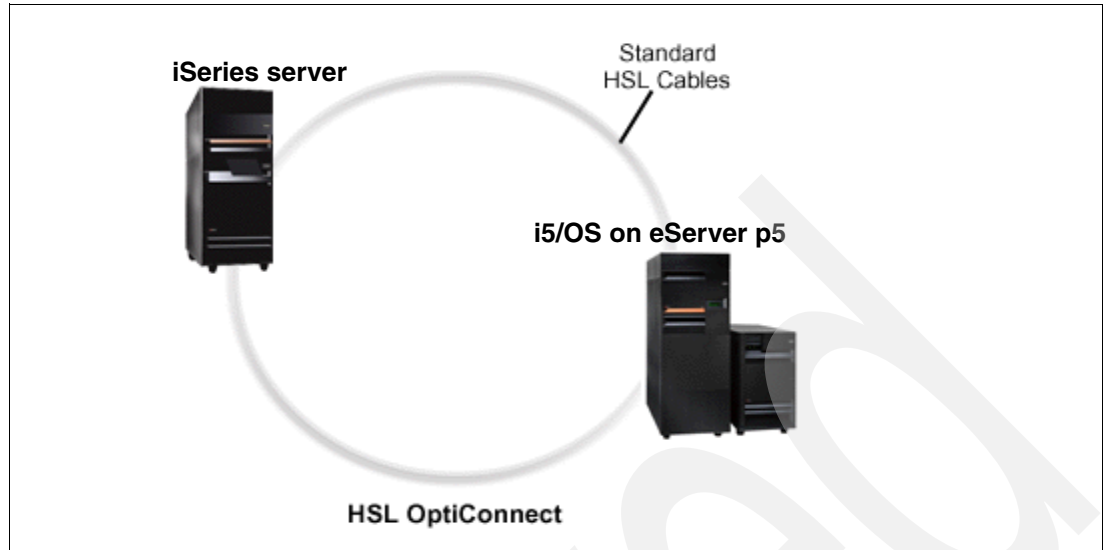 Standard
HSL Cables
iSeries server
i5/OS on eServer p5
HSL OptiConnect